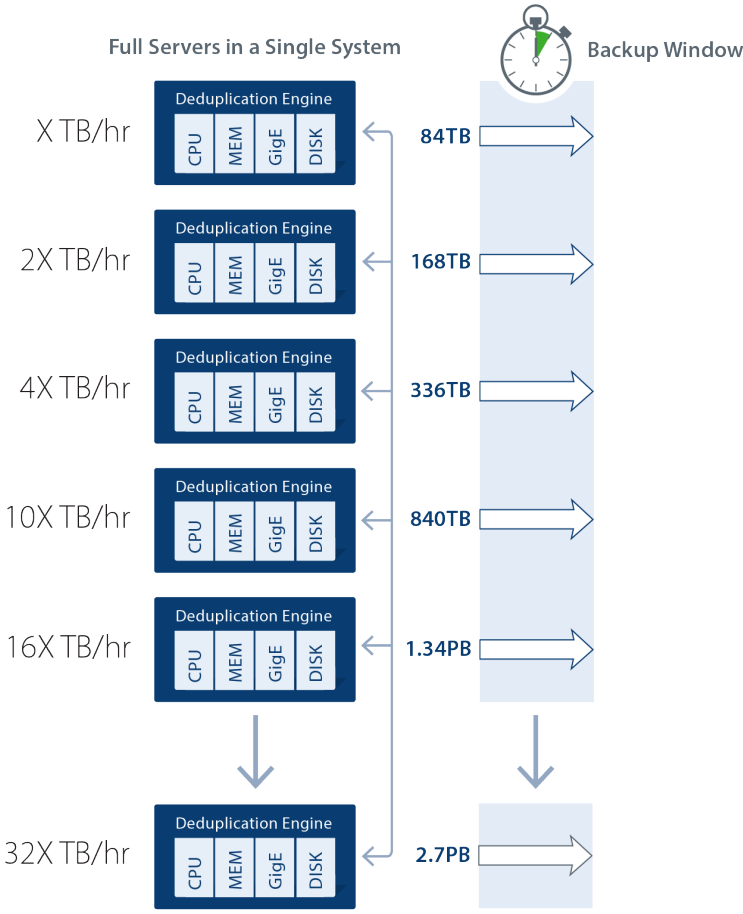 Full Servers in a Single System
Backup Window
X TB/hr
Deduplication Engine
CPU
MEM
GigE
DISK
84TB
2X TB/hr
Deduplication Engine
CPU
MEM
GigE
DISK
168TB
4X TB/hr
Deduplication Engine
CPU
MEM
GigE
DISK
336TB
10X TB/hr
Deduplication Engine
CPU
MEM
GigE
DISK
840TB
16X TB/hr
Deduplication Engine
CPU
MEM
GigE
DISK
1.34PB
32X TB/hr
Deduplication Engine
CPU
MEM
GigE
DISK
2.7PB